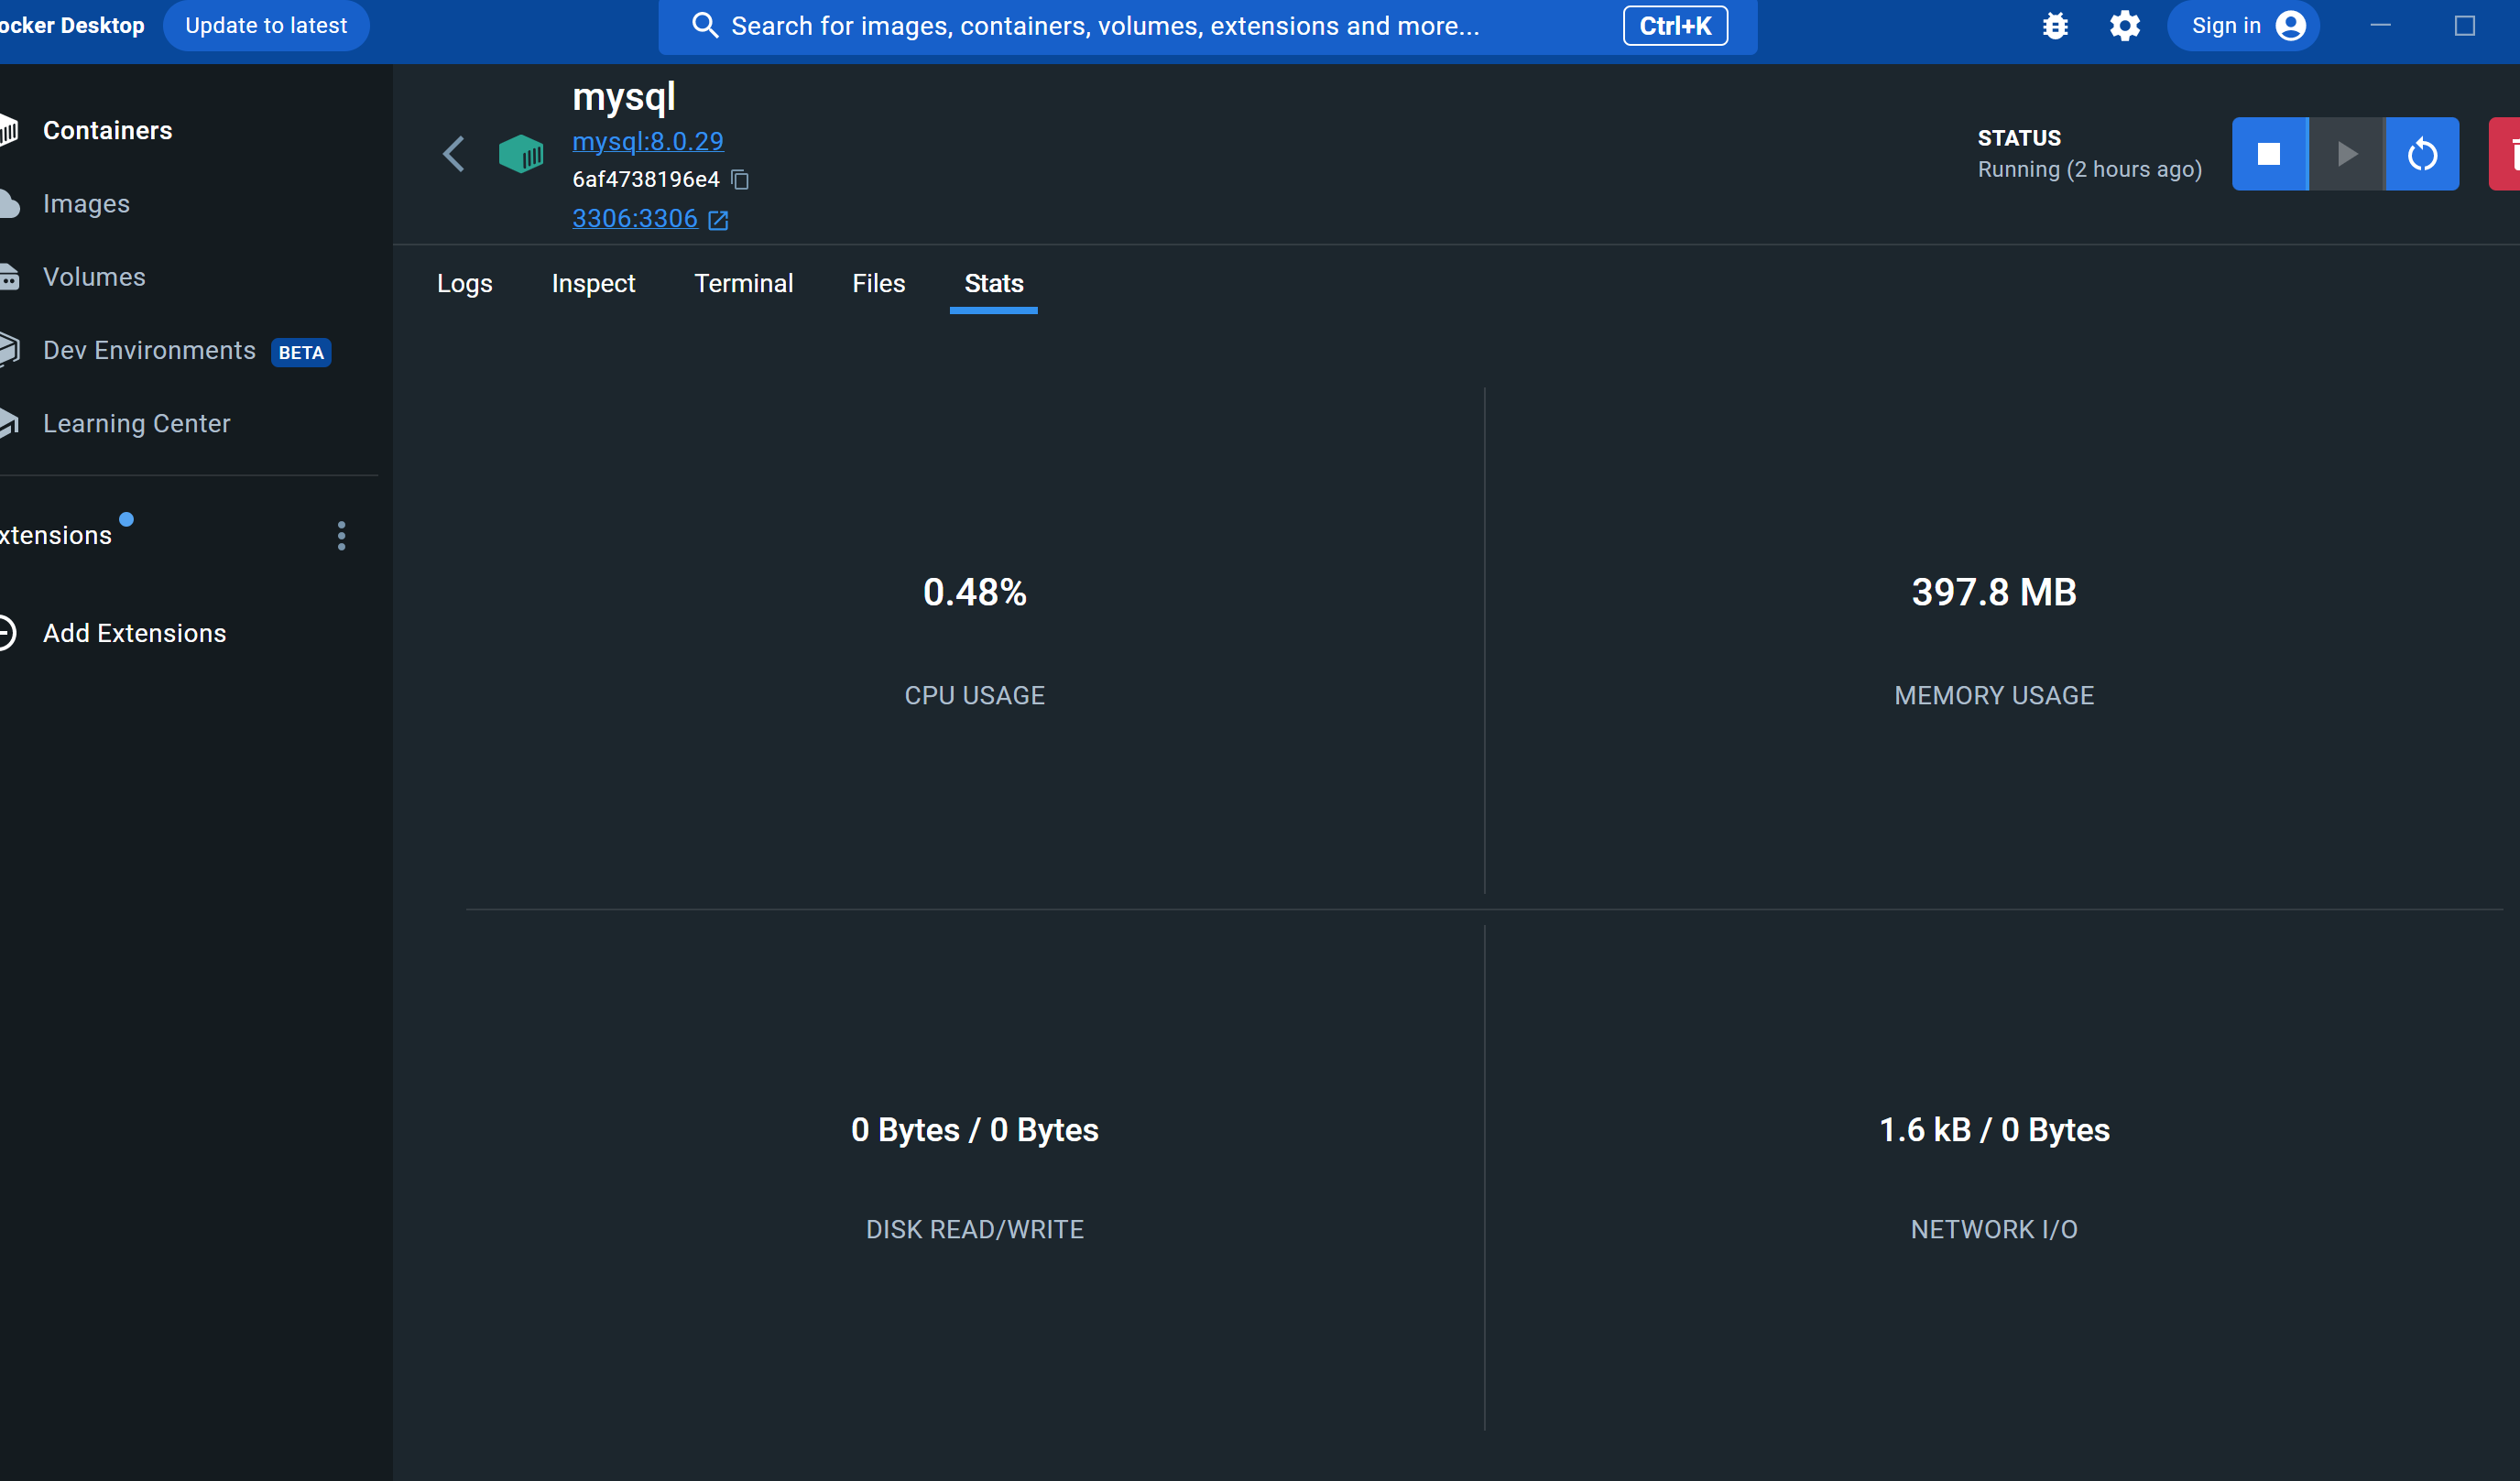 ocker Desktop
Update to latest
Search for images, containers, volumes, extensions and more...
Ctrl+K
Sign in
Containers
Images
Volumes
Dev Environments BETA
Learning Center
xtensions
Add Extensions
mysql
mysql:8.0.29
6af4738196e4
3306:3306
STATUS
Running (2 hours ago)
Logs
Inspect
Terminal
Files
Stats
0.48%
CPU USAGE
397.8 MB
MEMORY USAGE
0 Bytes / 0 Bytes
DISK READ/WRITE
1.6 kB / 0 Bytes
NETWORK I/O